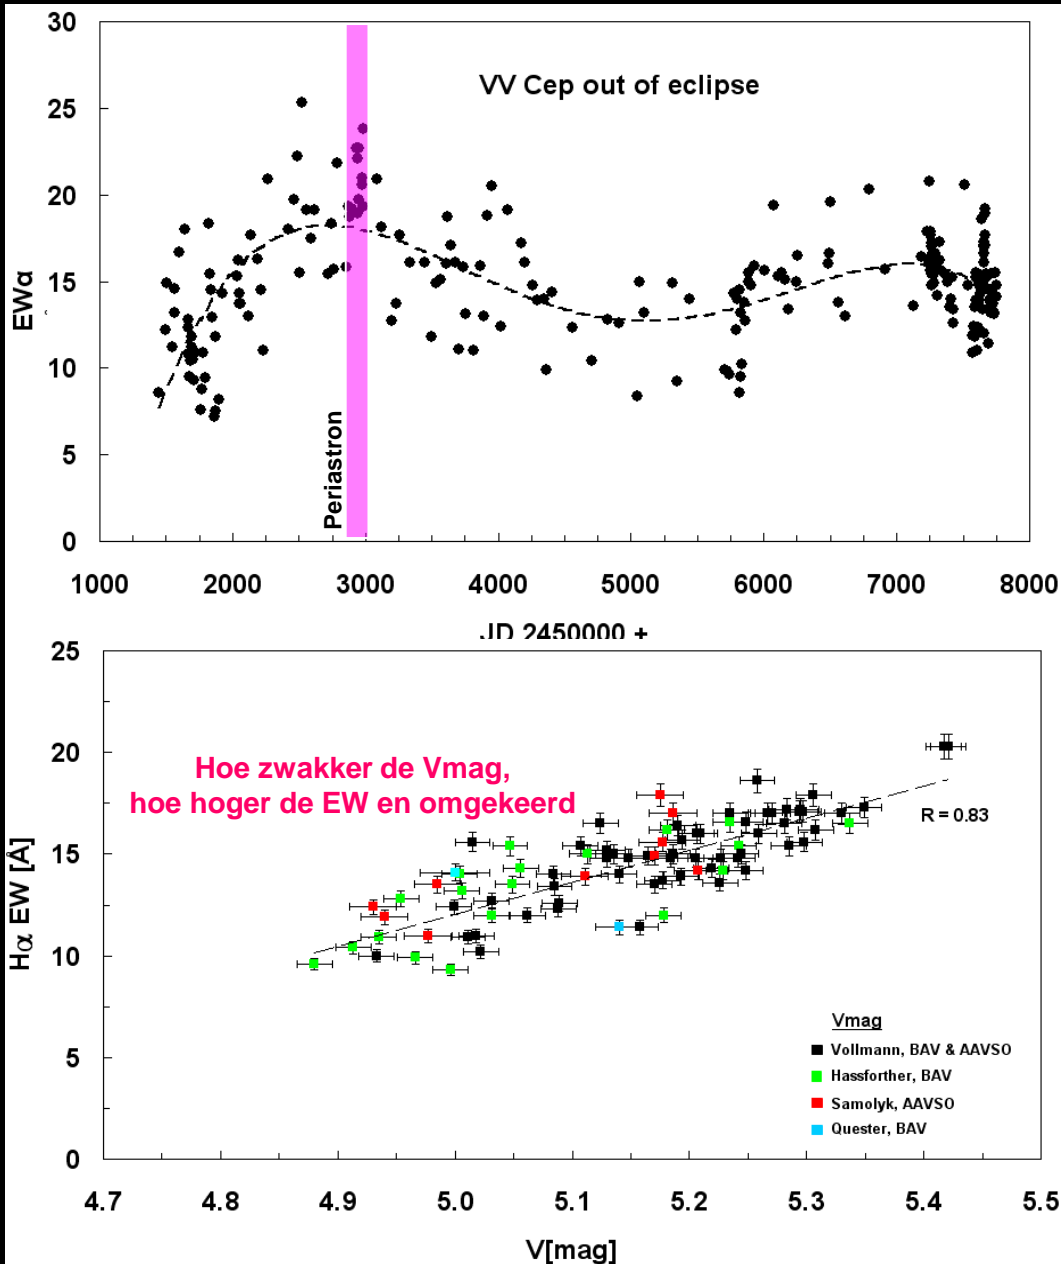 30
25
20
15
10
5
0
EWα
VV Cep out of eclipse
Periastron
1000 2000 3000 4000 5000 6000 7000 8000
JD 2450000 +
25
20
15
10
5
0
Hα EW [Å]
Hoe zwakker de Vmag,
hoe hoger de EW en omgekeerd
R = 0.83
Vmag
Vollmann, BAV & AAVSO
Hassforther, BAV
Samolyk, AAVSO
Quester, BAV
4.7 4.8 4.9 5.0 5.1 5.2 5.3 5.4 5.5
V[mag]